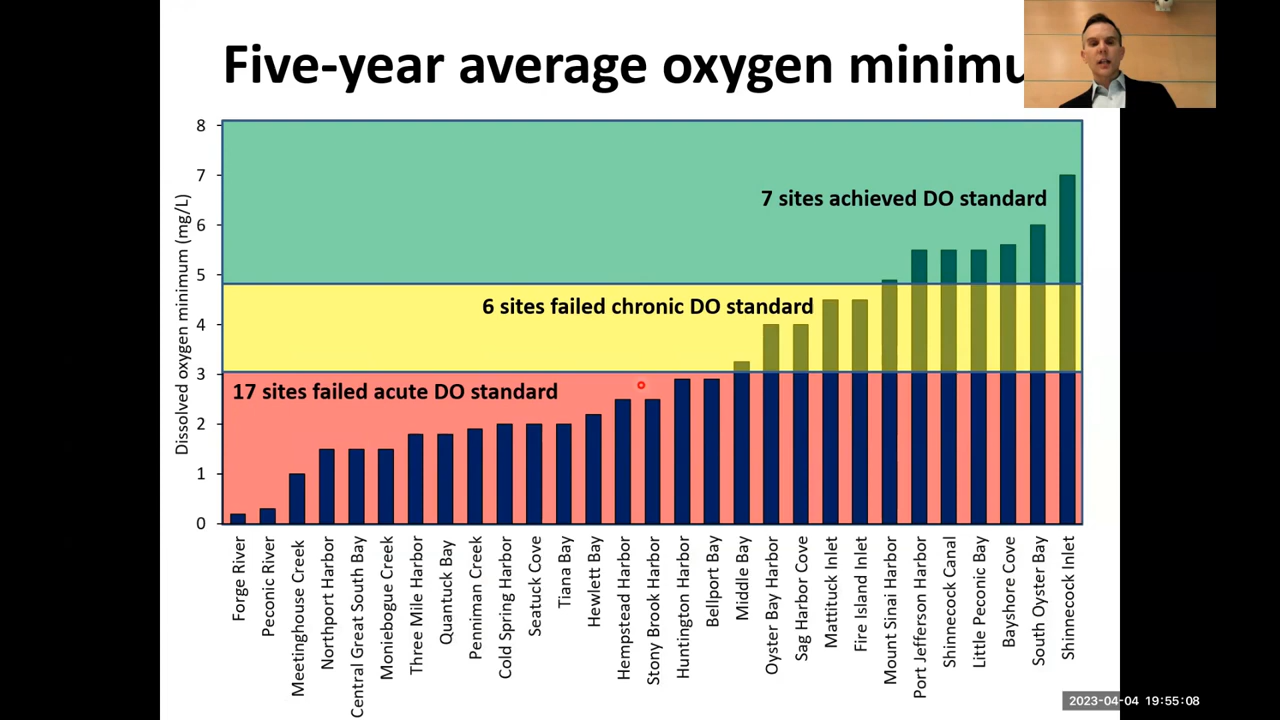 Five-year average oxygen minimu
8
7
6
5
4
3
2
1
0
Dissolved oxygen minimum (mg/L)
7 sites achieved DO standard
6 sites failed chronic DO standard
17 sites failed acute DO standard
Forge River
Peconic River
Meetinghouse Creek
Northport Harbor
Central Great South Bay
Moniebogue Creek
Three Mile Harbor
Quantuck Bay
Penniman Creek
Cold Spring Harbor
Seatuck Cove
Tiana Bay
Hewlett Bay
Hempstead Harbor
Stony Brook Harbor
Huntington Harbor
Bellport Bay
Middle Bay
Oyster Bay Harbor
Sag Harbor Cove
Mattituck Inlet
Fire Island Inlet
Mount Sinai Harbor
Port Jefferson Harbor
Shinnecock Canal
Little Peconic Bay
Bayshore Cove
South Oyster Bay
Shinnecock Inlet
2023-04-04 19:55:08